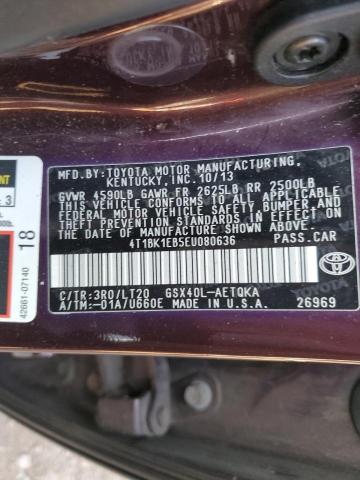 MFD.BY:TOYOTA MOTOR MANUFACTURING,
KENTUCKY, INC. 10/13
GVWR 4590LB GAWR FR 2625LB RR 2500LB
THIS VEHICLE CONFORMS TO ALL APPLICABLE
FEDERAL MOTOR VEHICLE SAFETY, BUMPER, AND
THEFT PREVENTION STANDARDS IN EFFECT ON
THE DATE OF MANUFACTURE SHOWN ABOVE.
4T1BK1EB5EU080636 PASS.CAR
C/TR:3R0/LT20 GSX40L-AETQKA
A/TM:-01A/U660E MADE IN U.S.A. 26969
3
18
42661-07140